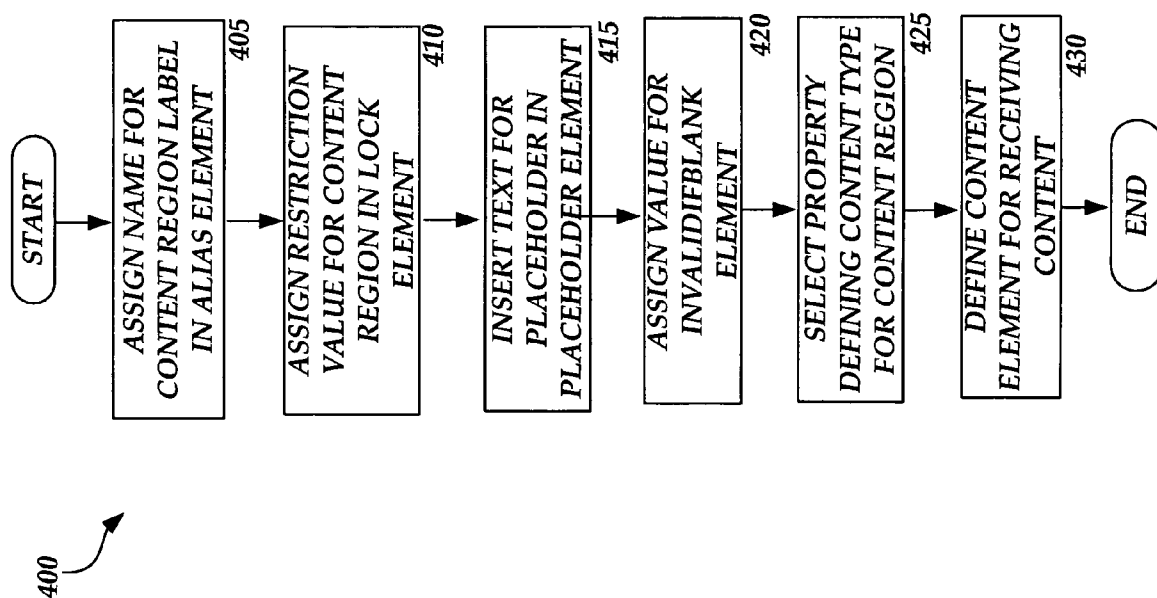 400
START
ASSIGN NAME FOR
CONTENT REGION LABEL
IN ALIAS ELEMENT
405
ASSIGN RESTRICTION
VALUE FOR CONTENT
REGION IN LOCK
ELEMENT
410
INSERT TEXT FOR
PLACEHOLDER IN
PLACEHOLDER ELEMENT
415
ASSIGN VALUE FOR
INVALIDIFBLANK
ELEMENT
420
SELECT PROPERTY
DEFINING CONTENT TYPE
FOR CONTENT REGION
425
DEFINE CONTENT
ELEMENT FOR RECEIVING
CONTENT
430
END